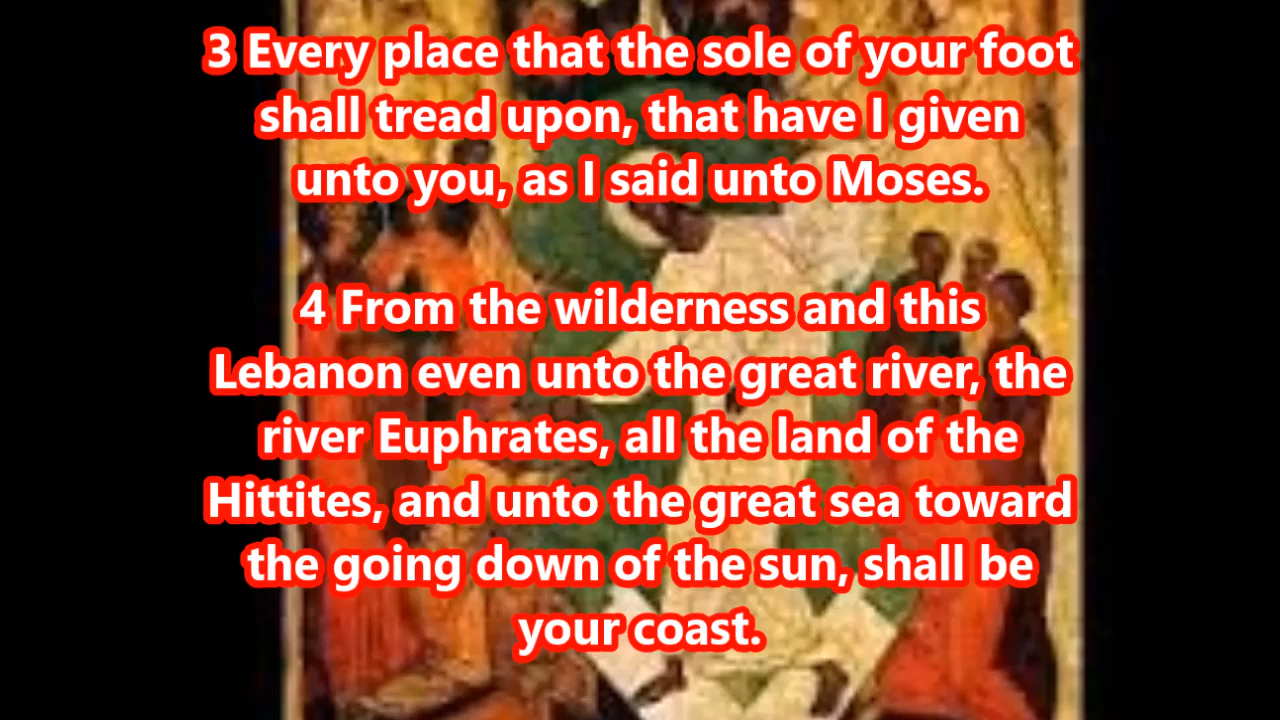 3 Every place that the sole of your foot
shall tread upon, that have I given
unto you, as I said unto Moses.
4 From the wilderness and this
Lebanon even unto the great river, the
river Euphrates, all the land of the
Hittites, and unto the great sea toward
the going down of the sun, shall be
your coast.